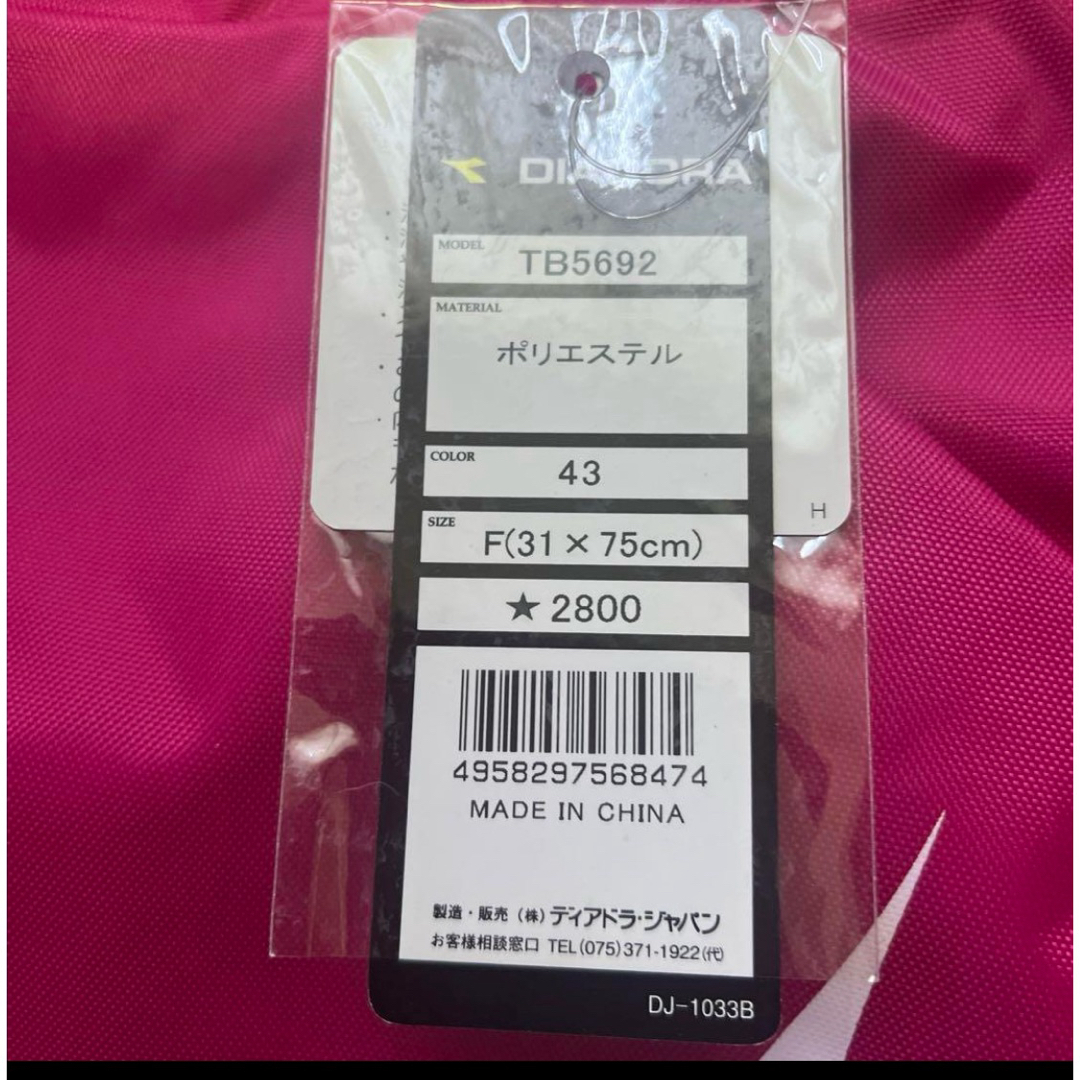 DIADORA
MODEL
TB5692
MATERIAL
ポリエステル
COLOR
43
SIZE
F(31×75cm)
★2800
4958297568474
MADE IN CHINA
製造・販売（株）ディアドラ・ジャパン
お客様相談窓口 TEL(075)371-1922(代)
DJ-1033B
H